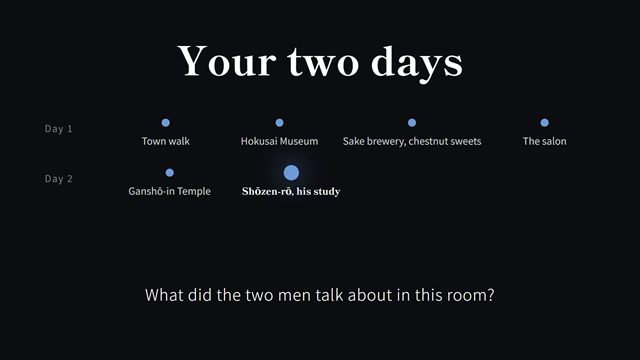 Your two days
Day 1
Town walk
Hokusai Museum
Sake brewery, chestnut sweets
The salon
Day 2
Ganshō-in Temple
Shōzen-rō, his study
What did the two men talk about in this room?